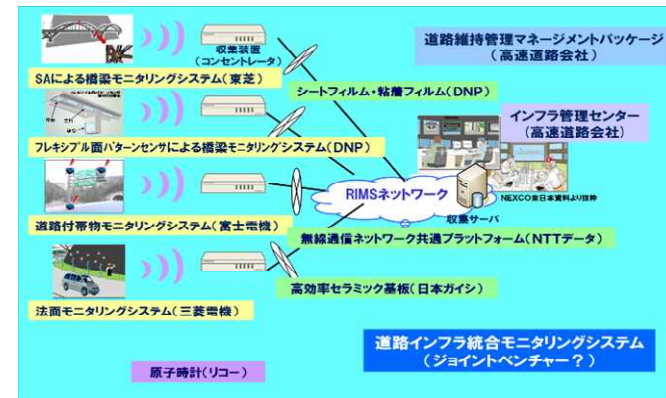 収集装置
(コンセントレータ)
道路維持管理マネージメントパッケージ
(高速道路会社)
SAによる橋梁モニタリングシステム(東芝)
シートフィルム・粘着フィルム(DNP)
インフラ管理センター
(高速道路会社)
フレキシブル面パターンセンサによる橋梁モニタリングシステム(DNP)
RIMSネットワーク
NEXCO東日本資料より抜粋
収集サーバ
道路付帯物モニタリングシステム(富士電機)
無線通信ネットワーク共通プラットフォーム(NTTデータ)
高効率セラミック基板(日本ガイシ)
法面モニタリングシステム(三菱電機)
道路インフラ統合モニタリングシステム
(ジョイントベンチャー?)
原子時計(リコー)